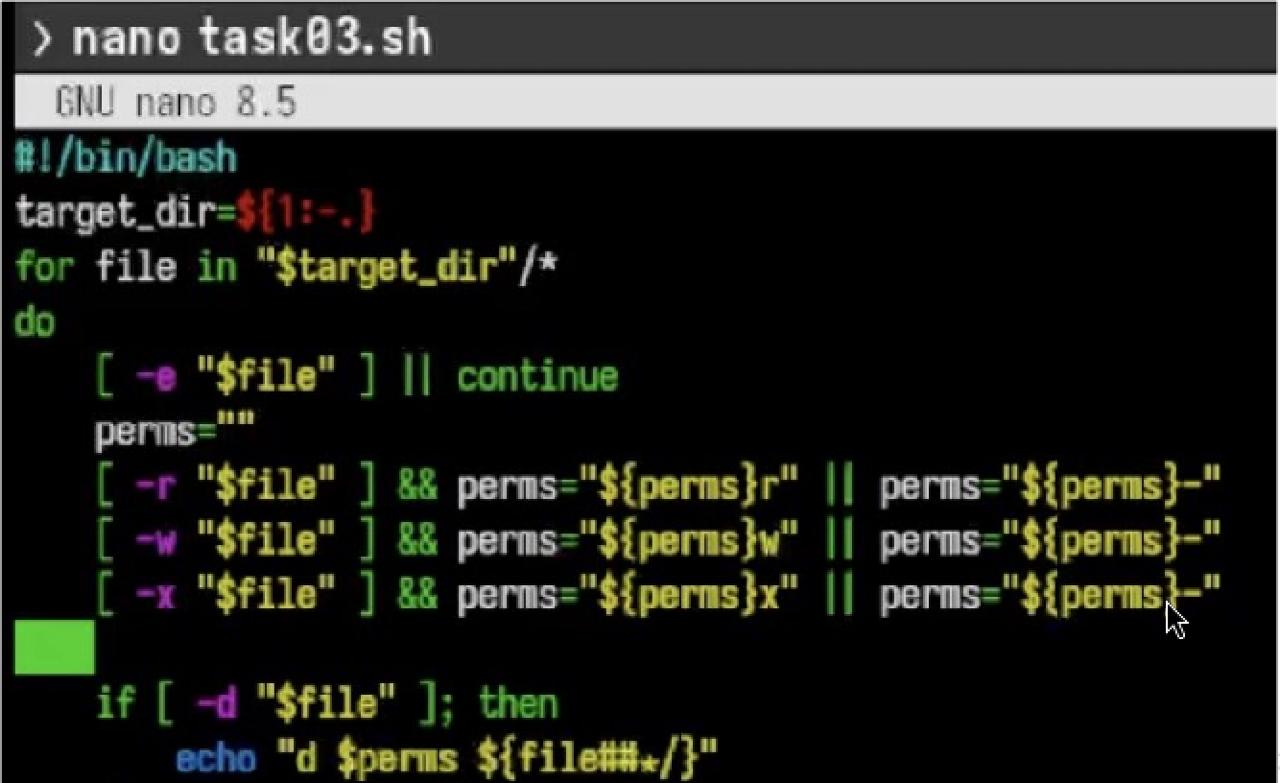 ❯ nano task03.sh
GNU nano 8.5
#!/bin/bash
target_dir=${1:-.}
for file in "$target_dir"/*
do
    [ -e "$file" ] || continue
    perms=""
    [ -r "$file" ] && perms="${perms}r" || perms="${perms}-"
    [ -w "$file" ] && perms="${perms}w" || perms="${perms}-"
    [ -x "$file" ] && perms="${perms}x" || perms="${perms}-"
    if [ -d "$file" ]; then
        echo "d $perms ${file##*/}"